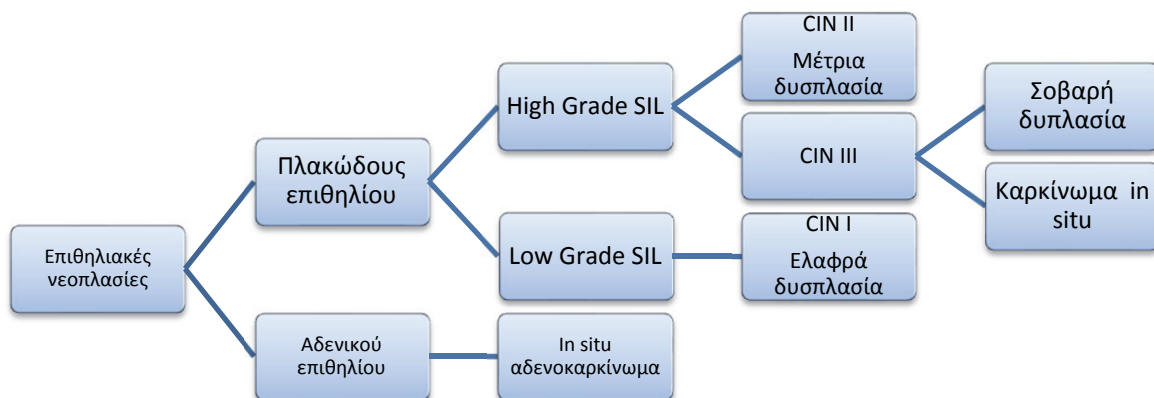 Επιθηλιακές
νεοπλασίες
Πλακώδους
επιθηλίου
High Grade SIL
CIN II
Μέτρια
δυσπλασία
CIN III
Σοβαρή
δυπλασία
Καρκίνωμα in
situ
Low Grade SIL
CIN I
Ελαφρά
δυσπλασία
Αδενικού
επιθηλίου
In situ
αδενοκαρκίνωμα